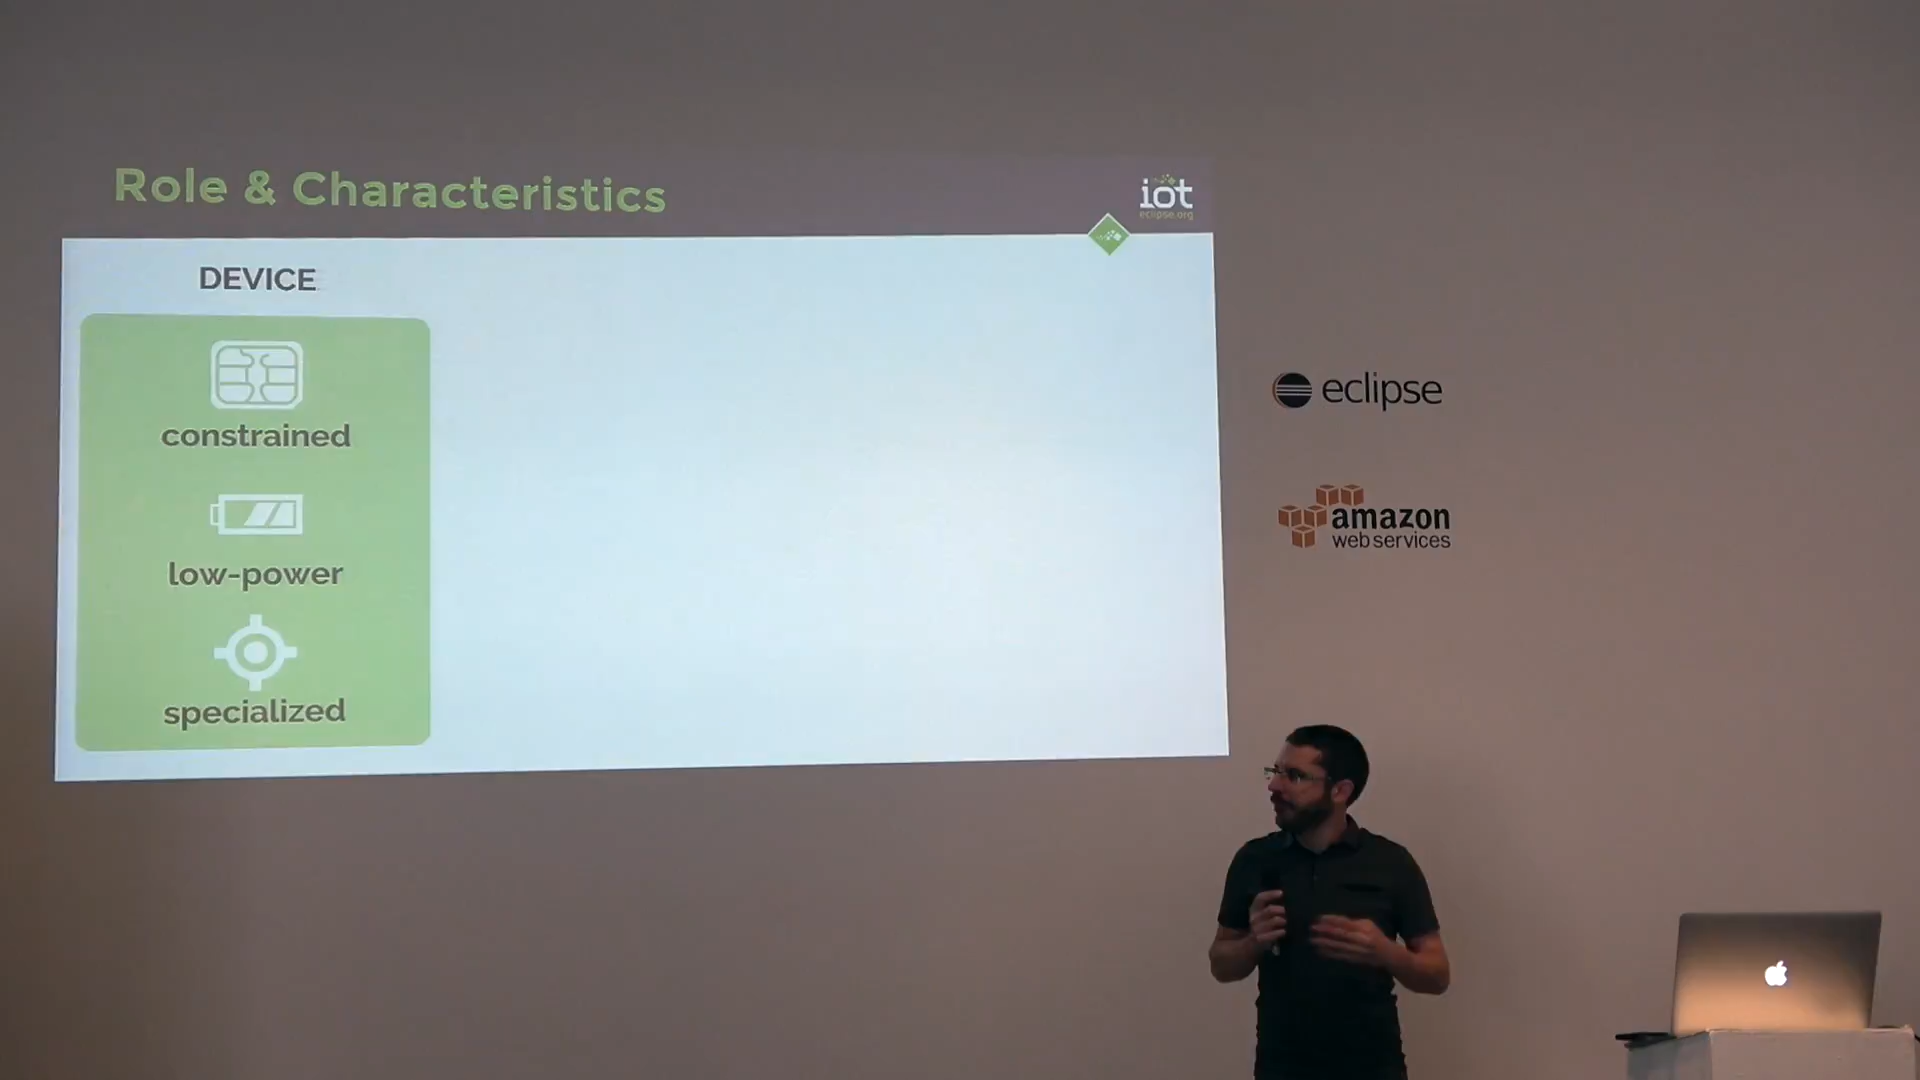 Role & Characteristics
iot
eclipse.org
DEVICE
constrained
low-power
specialized
eclipse
amazon
web services